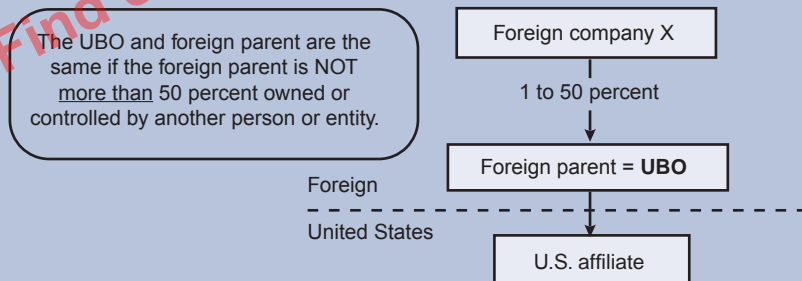 Find
The UBO and foreign parent are the
same if the foreign parent is NOT
more than 50 percent owned or
controlled by another person or entity.
Foreign company X
1 to 50 percent
Foreign parent = UBO
Foreign
United States
U.S. affiliate